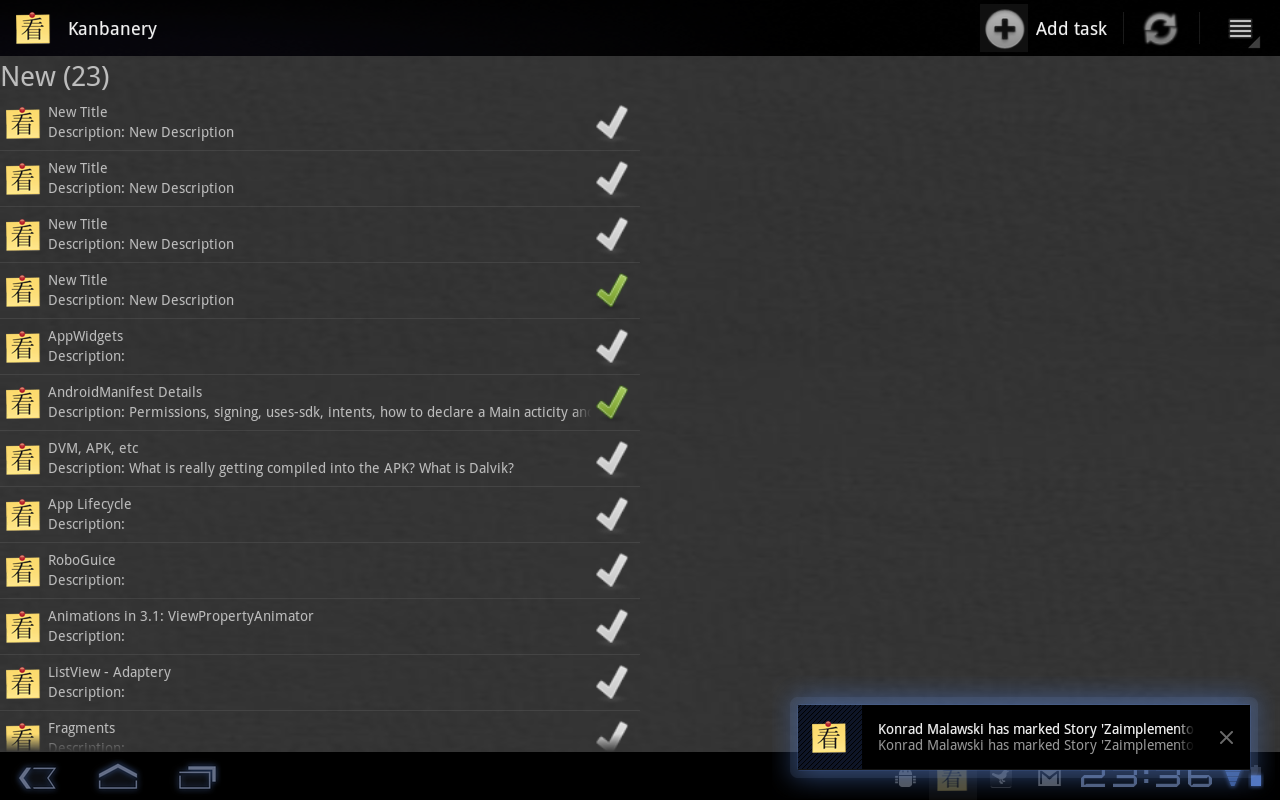 看 Kanbanery Add task
New (23)
看 New Title
Description: New Description
看 New Title
Description: New Description
看 New Title
Description: New Description
看 New Title
Description: New Description
看 AppWidgets
Description:
看 AndroidManifest Details
Description: Permissions, signing, uses-sdk, intents, how to declare a Main acticity an
看 DVM, APK, etc
Description: What is really getting compiled into the APK? What is Dalvik?
看 App Lifecycle
Description:
看 RoboGuice
Description:
看 Animations in 3.1: ViewPropertyAnimator
Description:
看 ListView - Adaptery
Description:
看 Fragments
Description:
看 Konrad Malawski has marked Story 'Zaimplemento
Konrad Malawski has marked Story 'Zaimplemento
看 23:36